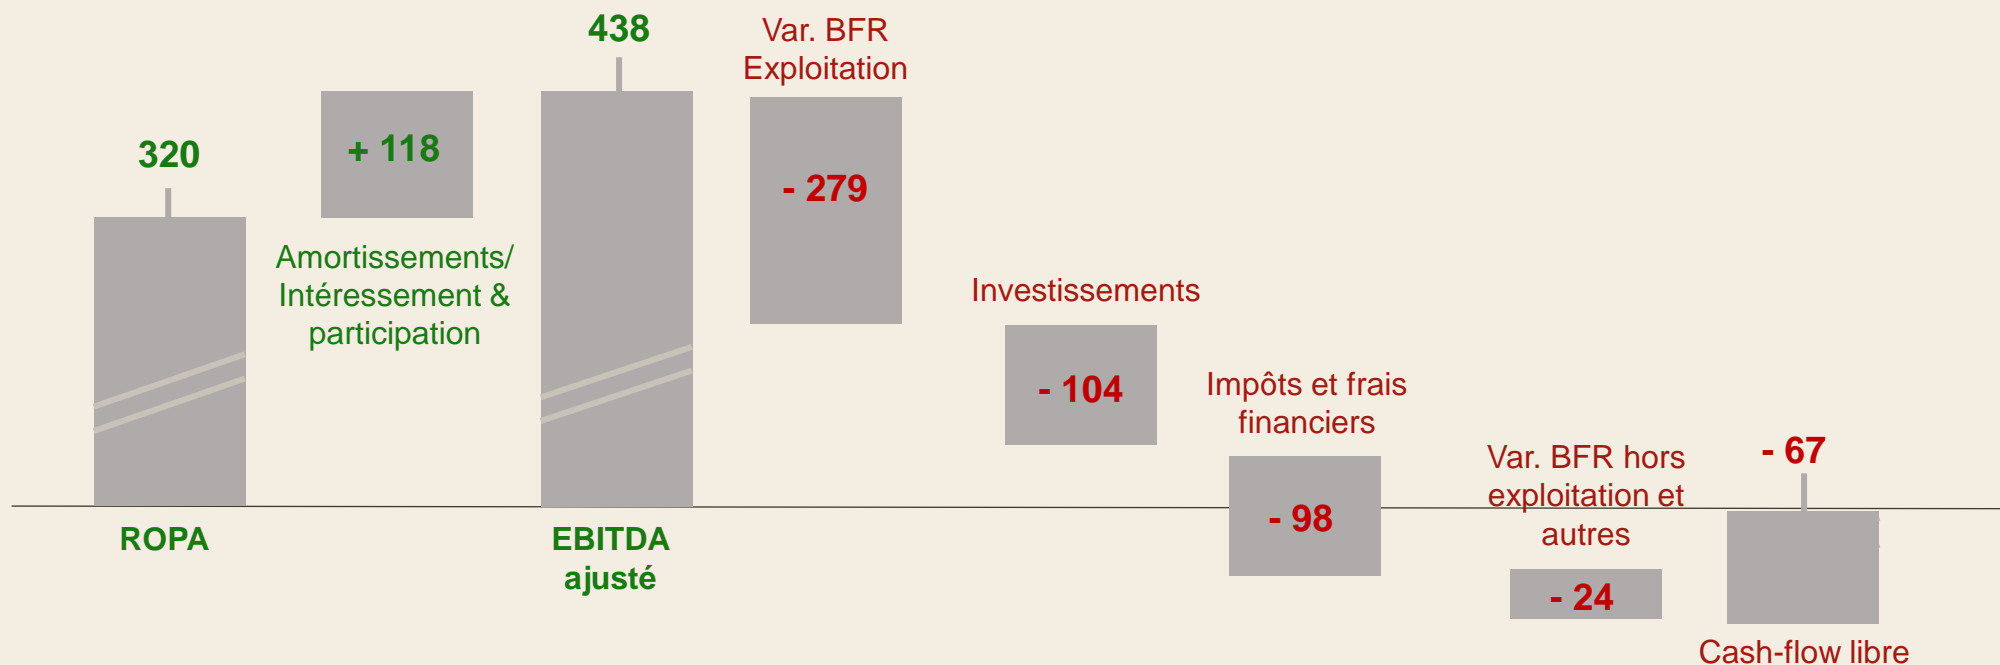 320
ROPA
+ 118
Amortissements/
Intéressement &
participation
438
EBITDA
ajusté
Var. BFR
Exploitation
- 279
Investissements
- 104
Impôts et frais
financiers
- 98
Var. BFR hors
exploitation et
autres
- 24
- 67
Cash-flow libre